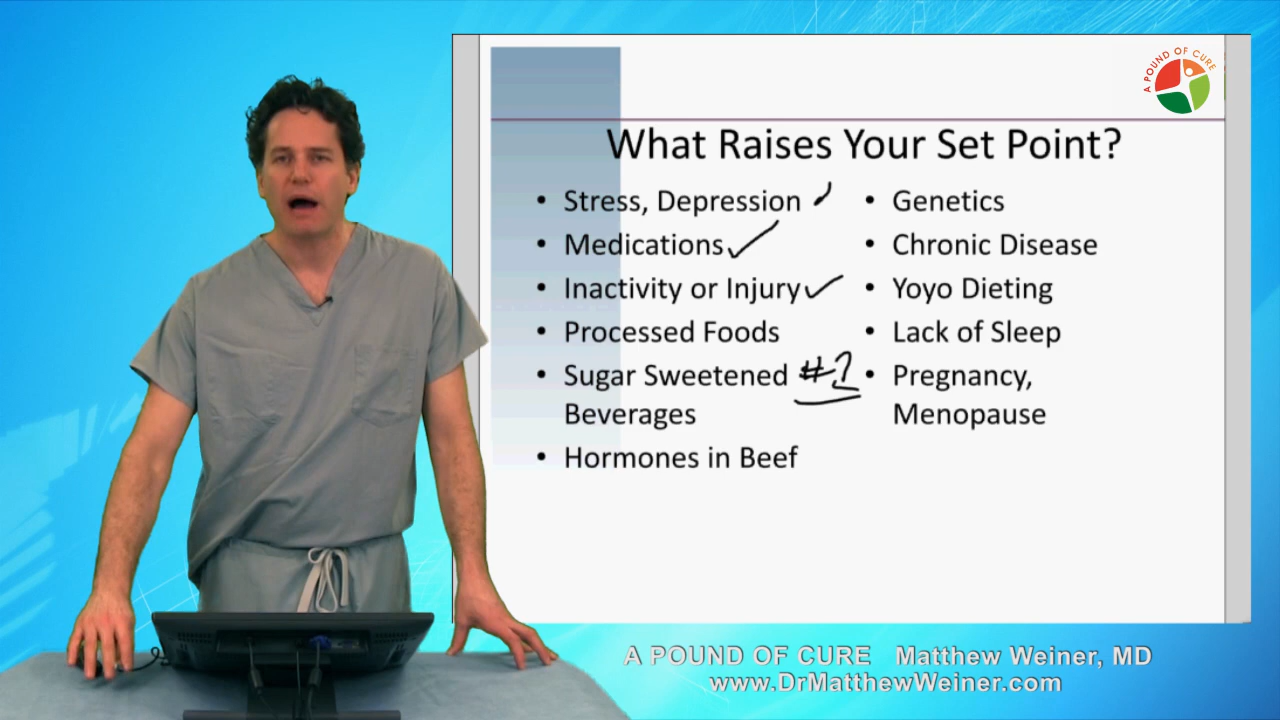 A POUND OF CURE
What Raises Your Set Point?
• Stress, Depression ✓
• Medications ✓
• Inactivity or Injury ✓
• Processed Foods
• Sugar Sweetened #?
Beverages
• Hormones in Beef
• Genetics
• Chronic Disease
• Yoyo Dieting
• Lack of Sleep
• Pregnancy,
Menopause
A POUND OF CURE Matthew Weiner, MD
www.DrMatthewWeiner.com